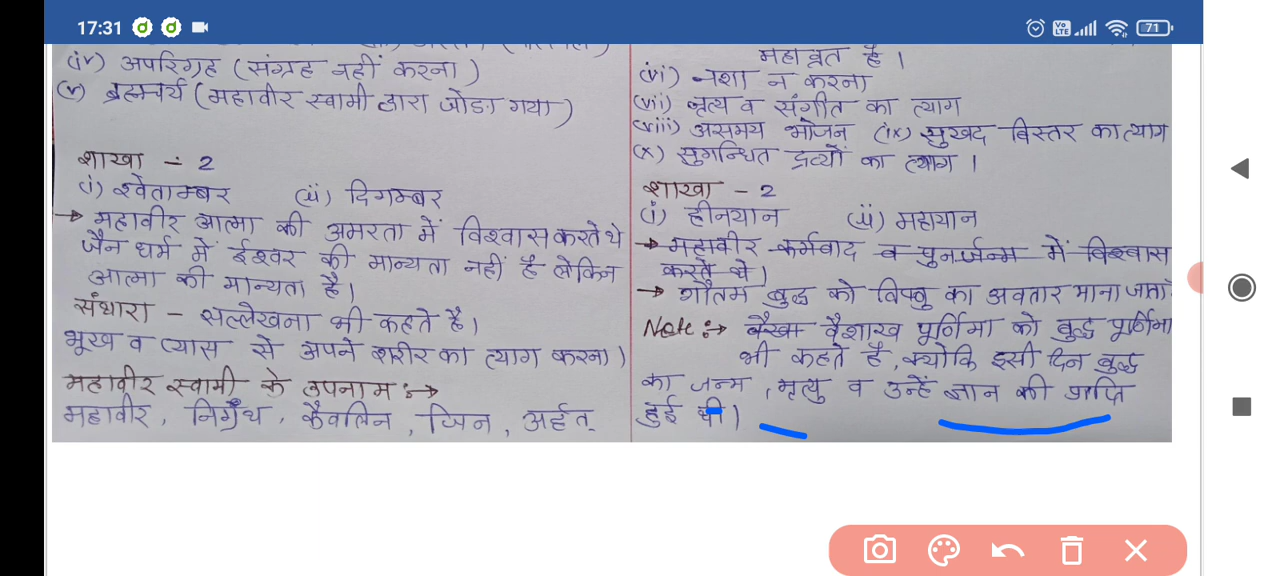 17:31
Vo LTE
71
(iv) अपरिग्रह (संग्रह नहीं करना)
(v) ब्रह्मचर्य (महावीर स्वामी द्वारा जोड़ा गया)
शाखा - 2
(i) श्वेताम्बर (ii) दिगम्बर
→ महावीर आत्मा की अमरता में विश्वास करते थे
जैन धर्म में ईश्वर की मान्यता नहीं है लेकिन
आत्मा की मान्यता है।
संथारा - सल्लेखना भी कहते है।
भूख व प्यास से अपने शरीर का त्याग करना)
महावीर स्वामी के उपनाम :→
महावीर, निर्ग्रंथ, कैवलिन, जिन, अर्हत्
महाव्रत है।
(vi) नशा न करना
(vii) नृत्य व संगीत का त्याग
(viii) असमय भोजन (ix) सुखद बिस्तर का त्याग
(x) सुगन्धित द्रव्यों का त्याग।
शाखा - 2
(i) हीनयान (ii) महायान
→ महावीर कर्मवाद व पुनर्जन्म में विश्वास
करते थे।
→ गौतम बुद्ध को विष्णु का अवतार माना जाता
Note :→ बैखा वैशाख पूर्णिमा को बुद्ध पूर्णिमा
भी कहते है, क्योकि इसी दिन बुद्ध
का जन्म, मृत्यु व उन्हें ज्ञान की प्राप्ति
हुई थी)